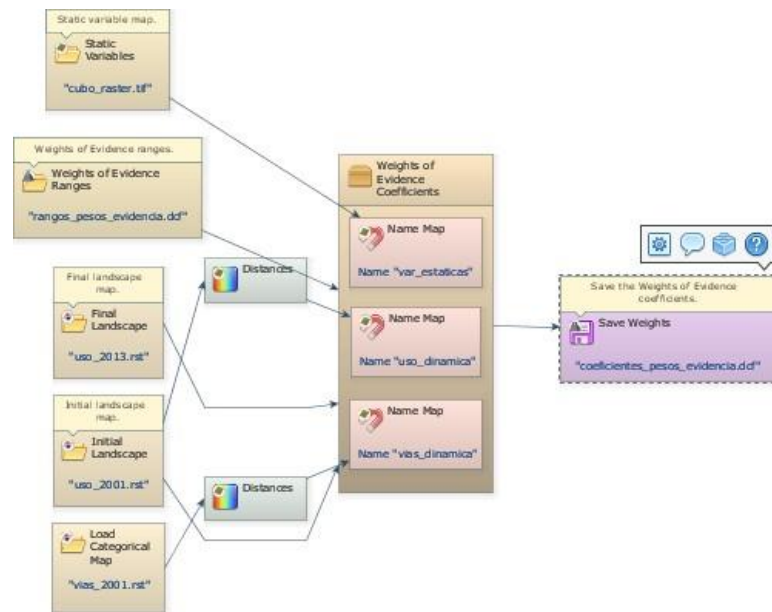 Static variable map.
Static
Variables
"cubo_raster.tif"
Weights of Evidence ranges.
Weights of Evidence
Ranges
"rangos_pesos_evidencia.dcf"
Final landscape
map.
Final
Landscape
"uso_2013.rst"
Initial landscape
map.
Initial
Landscape
"uso_2001.rst"
Load
Categorical
Map
"vias_2001.rst"
Distances
Distances
Weights of
Evidence
Coefficients
Name Map
Name "var_estaticas"
Name Map
Name "uso_dinamica"
Name Map
Name "vias_dinamica"
Save the Weights of Evidence
coefficients.
Save Weights
"coeficientes_pesos_evidencia.dcf"